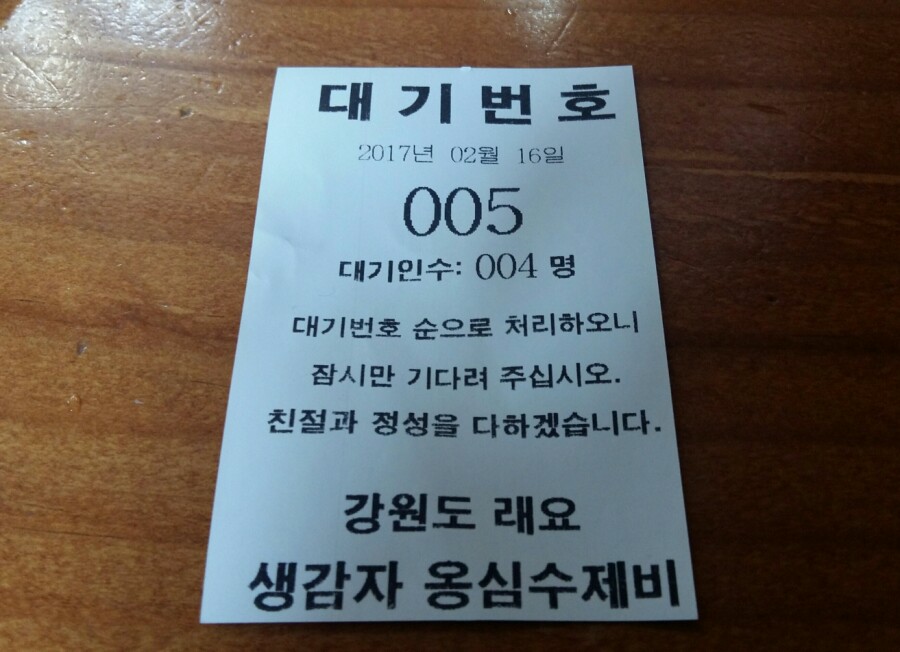 대기번호
2017년 02월 16일
005
대기인수: 004 명
대기번호 순으로 처리하오니
잠시만 기다려 주십시오.
친절과 정성을 다하겠습니다.
강원도 래요
생감자 옹심수제비